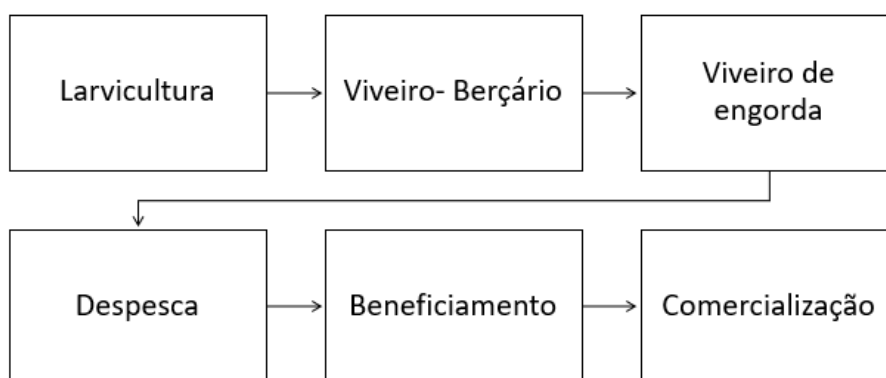 Larvicultura
Viveiro- Berçário
Viveiro de
engorda
Despesca
Beneficiamento
Comercialização